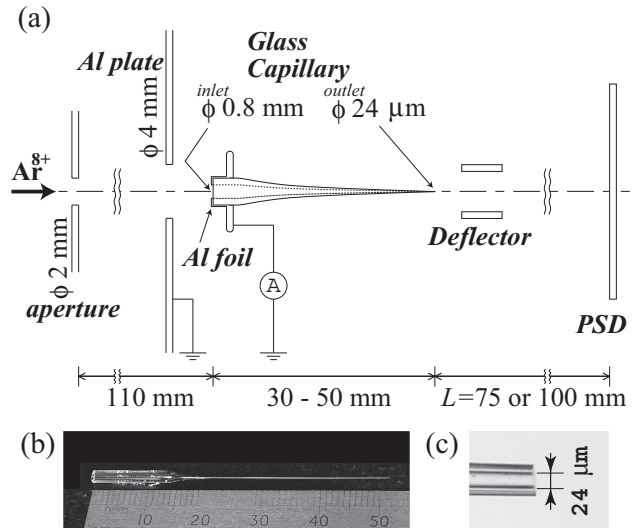 (a)
Glass
Capillary
Al plate
inlet
ϕ 0.8 mm
outlet
ϕ 24 μm
ϕ 4 mm
Ar8+
Al foil
Deflector
ϕ 2 mm
aperture
A
PSD
110 mm
30 - 50 mm
L=75 or 100 mm
(b)
mm 10 20 30 40 50
(c)
24 μm